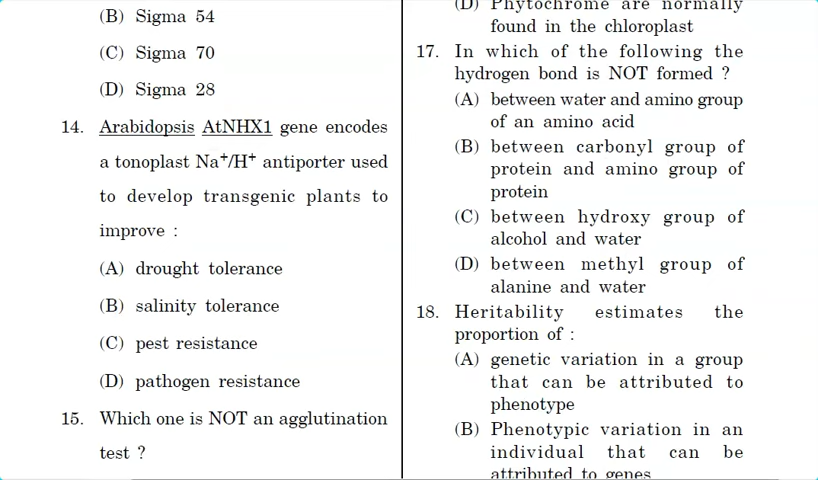 (B) Sigma 54
(C) Sigma 70
(D) Sigma 28
14. Arabidopsis AtNHX1 gene encodes
a tonoplast Na⁺/H⁺ antiporter used
to develop transgenic plants to
improve :
(A) drought tolerance
(B) salinity tolerance
(C) pest resistance
(D) pathogen resistance
15. Which one is NOT an agglutination
test ?
(D) Phytochrome are normally
found in the chloroplast
17. In which of the following the
hydrogen bond is NOT formed ?
(A) between water and amino group
of an amino acid
(B) between carbonyl group of
protein and amino group of
protein
(C) between hydroxy group of
alcohol and water
(D) between methyl group of
alanine and water
18. Heritability estimates the
proportion of :
(A) genetic variation in a group
that can be attributed to
phenotype
(B) Phenotypic variation in an
individual that can be
attributed to genes